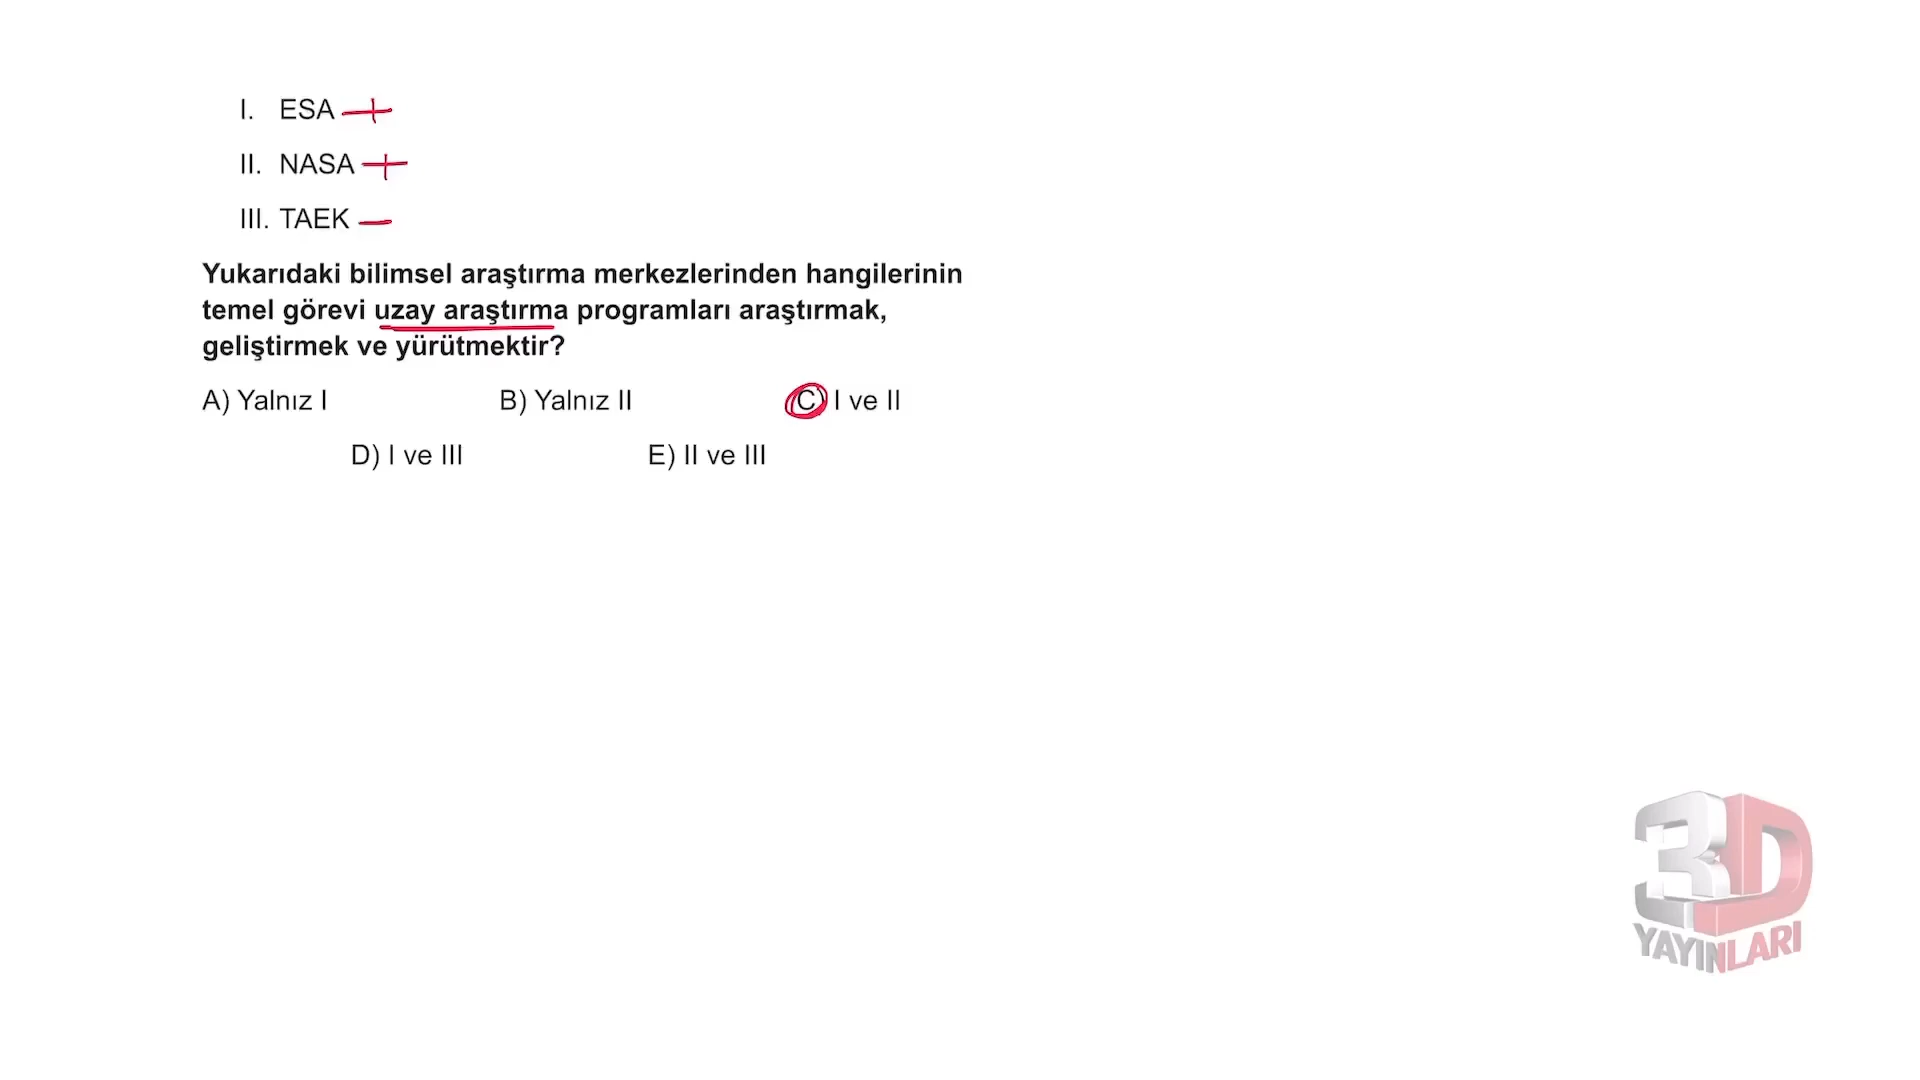 I. ESA
II. NASA
III. TAEK
Yukarıdaki bilimsel araştırma merkezlerinden hangilerinin
temel görevi uzay araştırma programları araştırmak,
geliştirmek ve yürütmektir?
A) Yalnız I B) Yalnız II C) I ve II
D) I ve III E) II ve III
3D
YAYINLARI